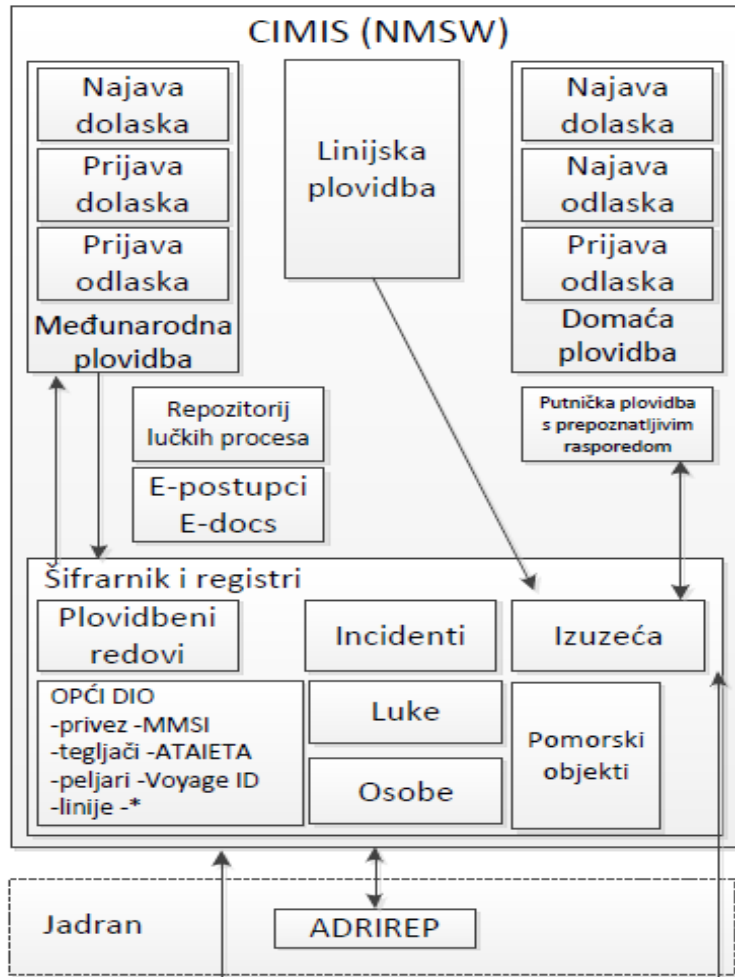 CIMIS (NMSW)
Najava
dolaska
Prijava
dolaska
Prijava
odlaska
Međunarodna
plovidba
Linijska
plovidba
Najava
dolaska
Najava
odlaska
Prijava
odlaska
Domaća
plovidba
Repozitorij
lučkih procesa
E-postupci
E-docs
Putnička plovidba
s prepoznatljivim
rasporedom
Šifrarnik i registri
Plovidbeni
redovi
Incidenti
Izuzeća
OPĆI DIO
-privez -MMSI
-tegljači -ATAIETA
-peljari -Voyage ID
-linije -*
Luke
Osobe
Pomorski
objekti
Jadran
ADRIREP